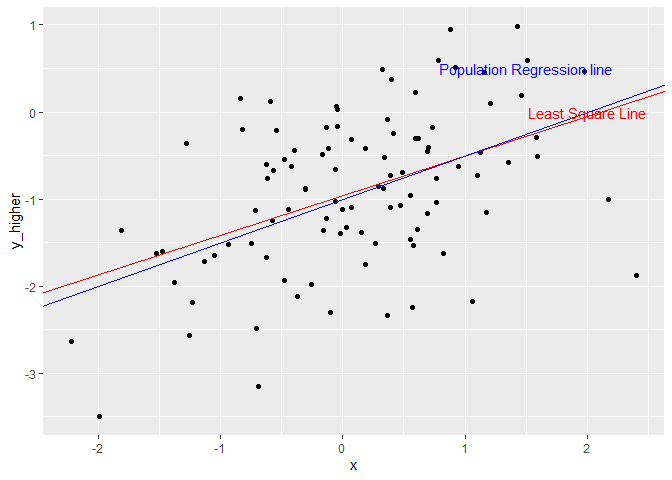 1
Population Regression line
0
Least Square Line
-1
y_higher
-2
-3
-2 -1 0 1 2
x